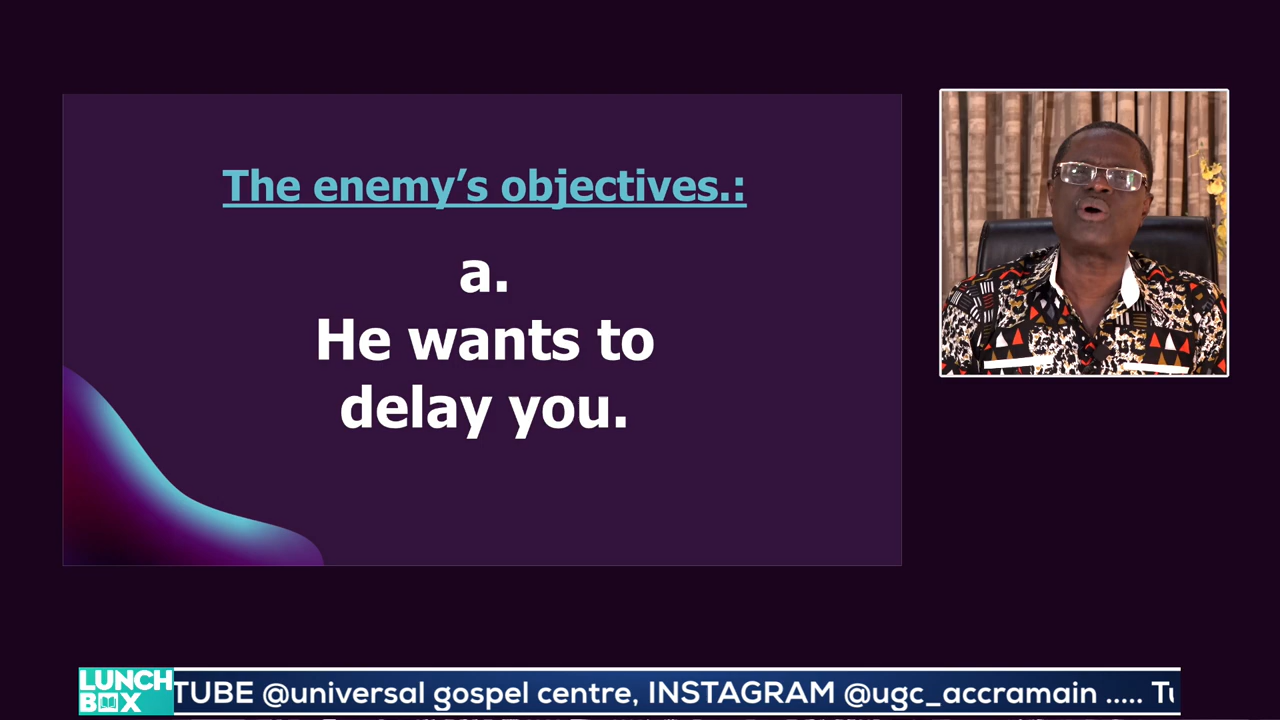 The enemy’s objectives.:
a.
He wants to
delay you.
LUNCH
BOX
TUBE @universal gospel centre, INSTAGRAM @ugc_accramain ..... Tu